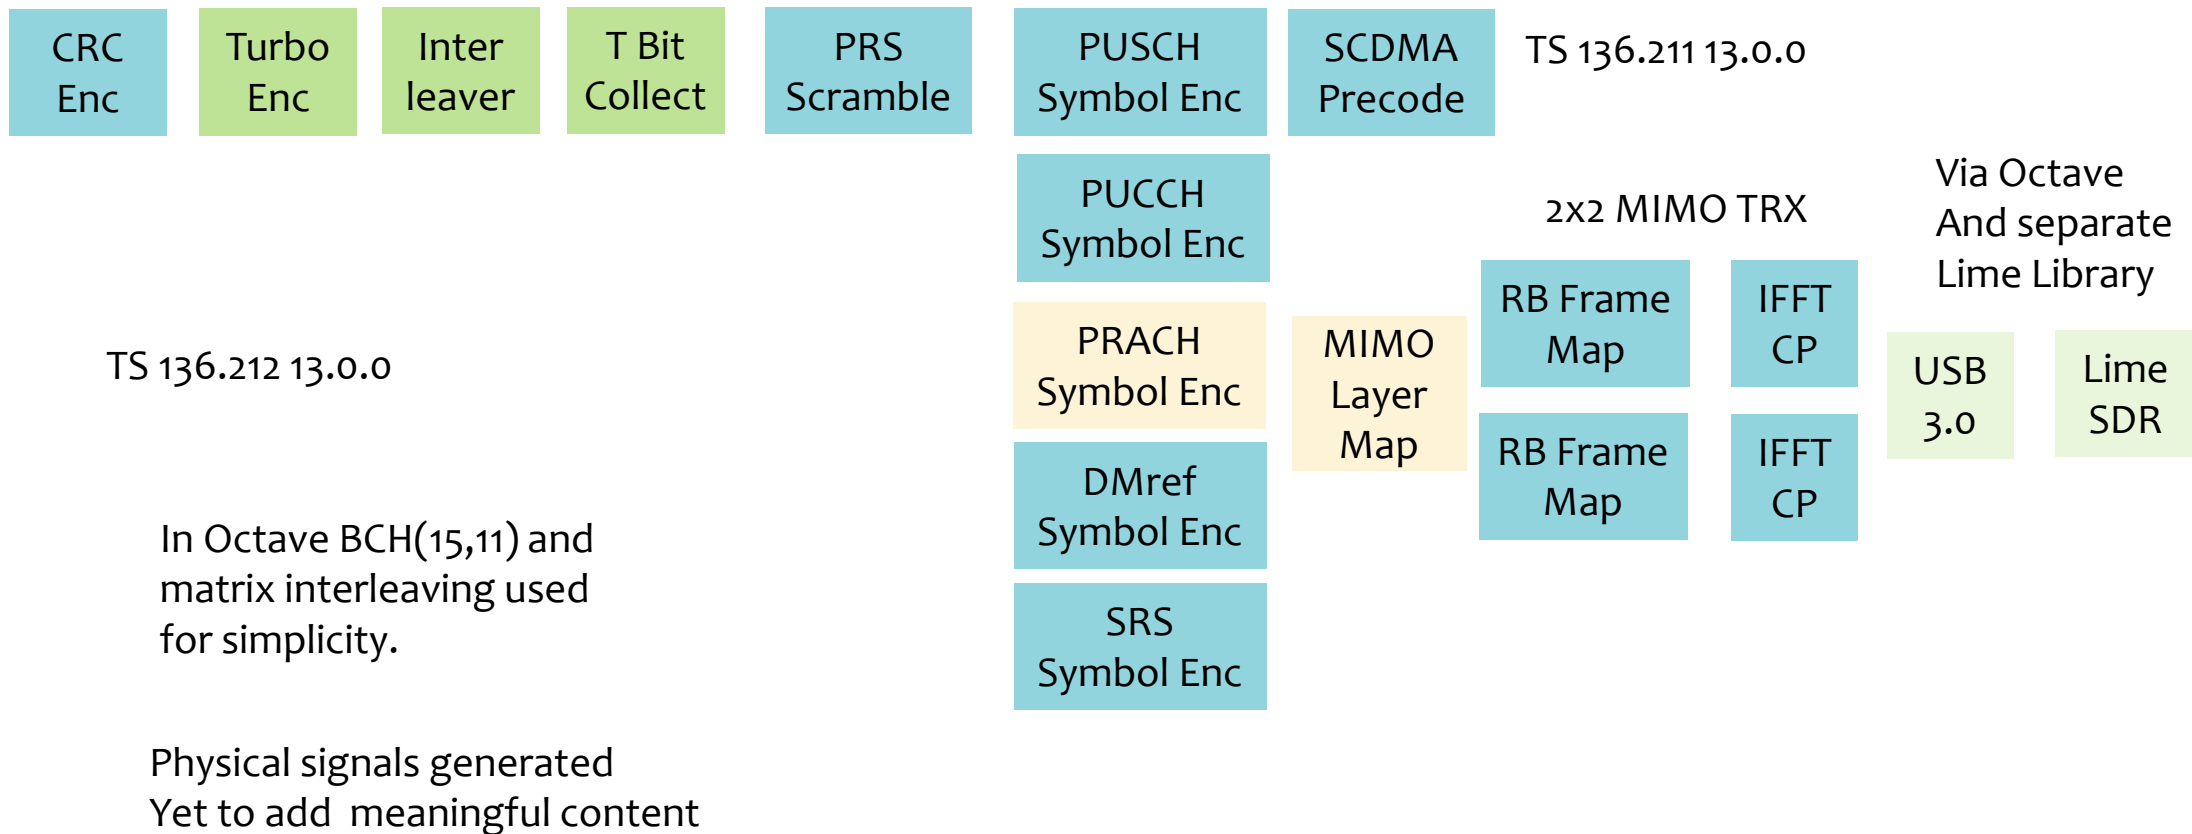 CRC
Enc
Turbo
Enc
Inter
leaver
T Bit
Collect
PRS
Scramble
PUSCH
Symbol Enc
SCDMA
Precode
TS 136.211 13.0.0
PUCCH
Symbol Enc
2x2 MIMO TRX
Via Octave
And separate
Lime Library
TS 136.212 13.0.0
PRACH
Symbol Enc
MIMO
Layer
Map
RB Frame
Map
IFFT
CP
USB
3.0
Lime
SDR
RB Frame
Map
IFFT
CP
DMref
Symbol Enc
In Octave BCH(15,11) and
matrix interleaving used
for simplicity.
SRS
Symbol Enc
Physical signals generated
Yet to add meaningful content